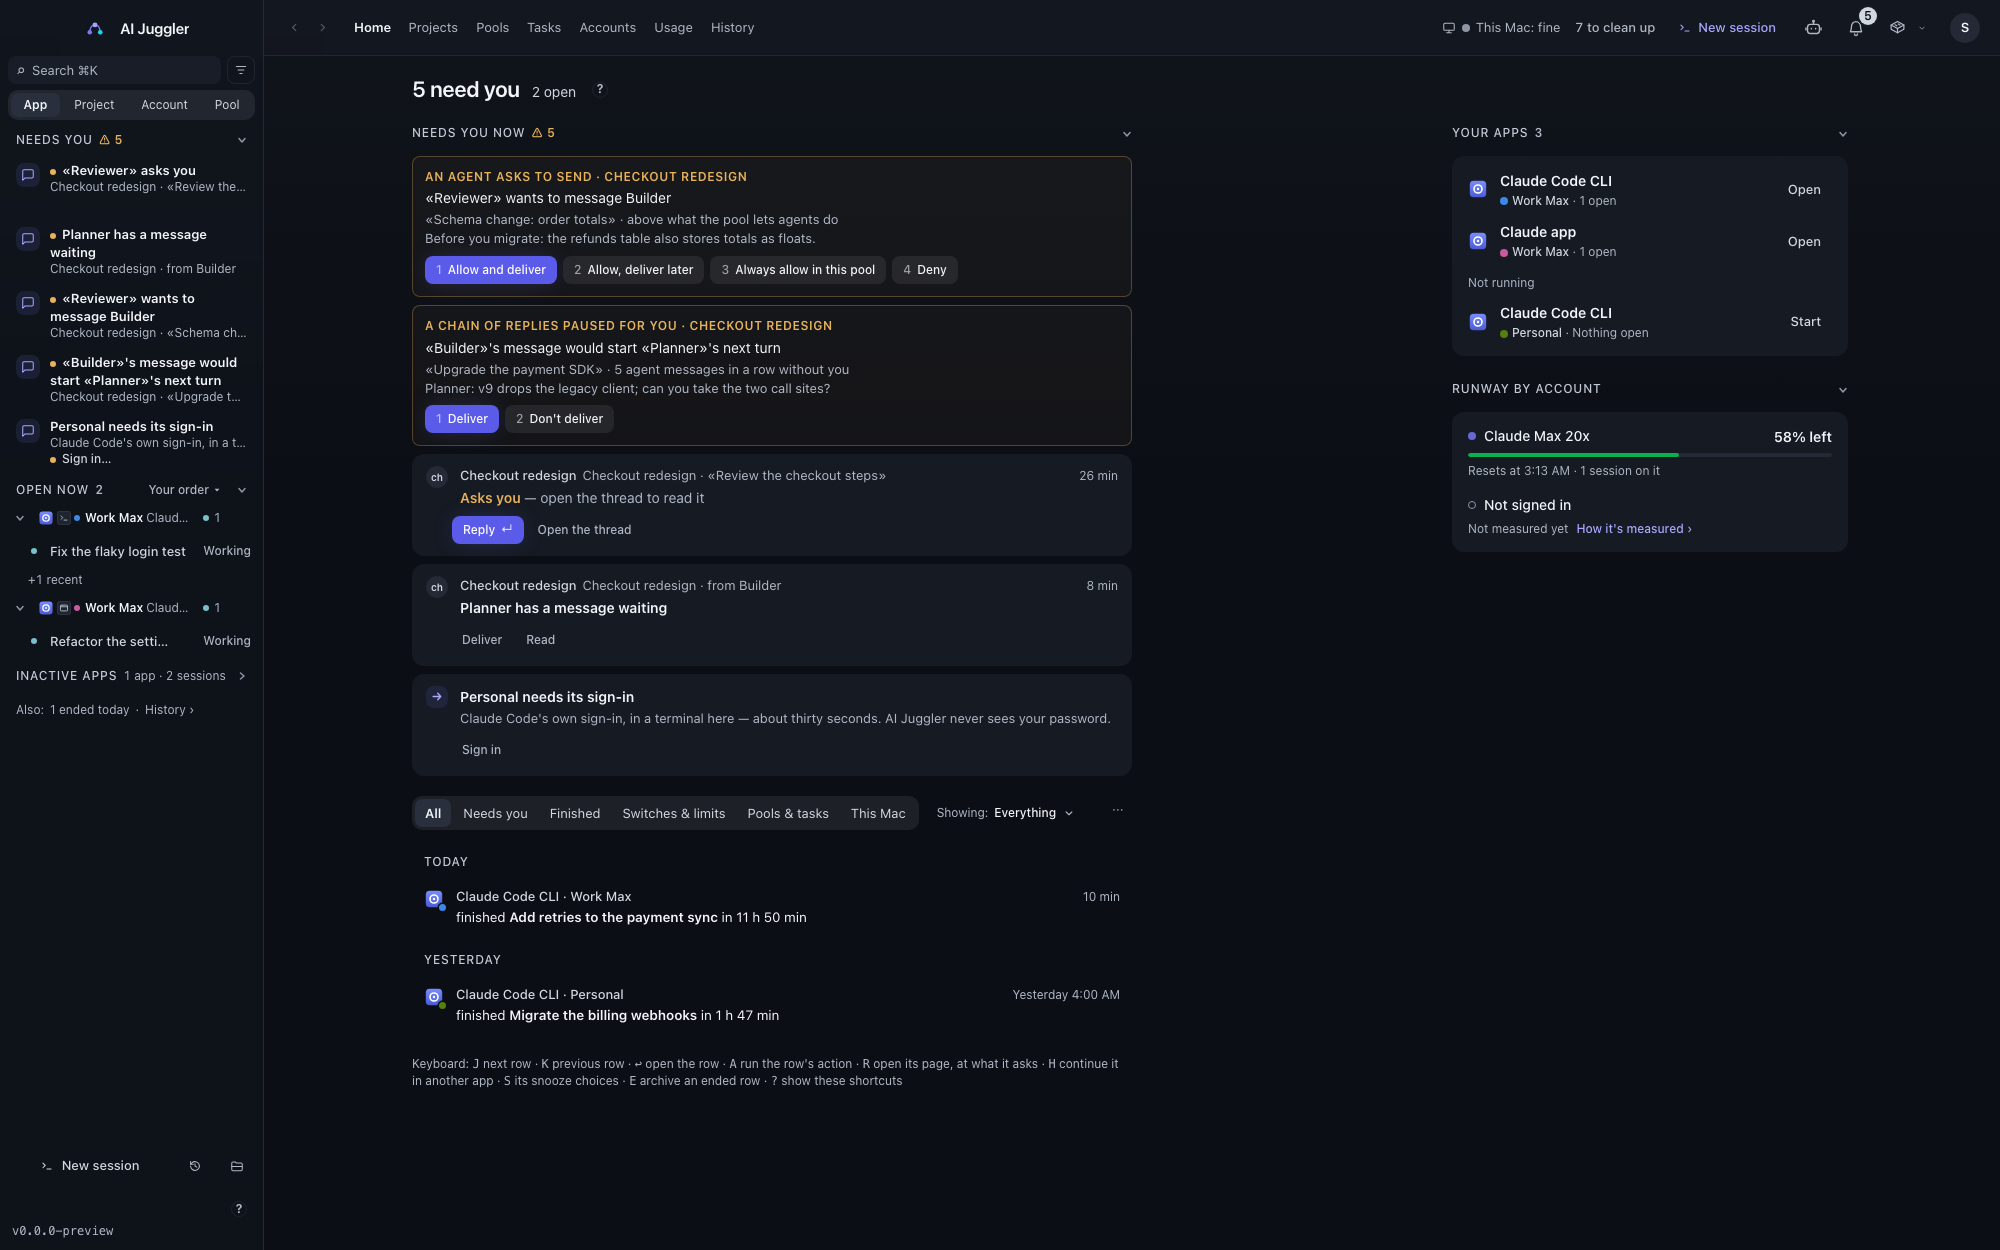 AI Juggler
Search ⌘K
App Project Account Pool
NEEDS YOU 5
«Reviewer» asks you
Checkout redesign · «Review the...
Planner has a message
waiting
Checkout redesign · from Builder
«Reviewer» wants to
message Builder
Checkout redesign · «Schema ch...
«Builder»'s message would
start «Planner»'s next turn
Checkout redesign · «Upgrade t...
Personal needs its sign-in
Claude Code's own sign-in, in a t...
Sign in...
OPEN NOW 2 Your order
Work Max Claud... 1
Fix the flaky login test Working
+1 recent
Work Max Claud... 1
Refactor the setti... Working
INACTIVE APPS 1 app · 2 sessions
Also: 1 ended today · History ›
New session
?
v0.0.0-preview
Home Projects Pools Tasks Accounts Usage History
This Mac: fine 7 to clean up New session 5 S
5 need you 2 open ?
NEEDS YOU NOW 5
AN AGENT ASKS TO SEND · CHECKOUT REDESIGN
«Reviewer» wants to message Builder
«Schema change: order totals» · above what the pool lets agents do
Before you migrate: the refunds table also stores totals as floats.
1 Allow and deliver 2 Allow, deliver later 3 Always allow in this pool 4 Deny
A CHAIN OF REPLIES PAUSED FOR YOU · CHECKOUT REDESIGN
«Builder»'s message would start «Planner»'s next turn
«Upgrade the payment SDK» · 5 agent messages in a row without you
Planner: v9 drops the legacy client; can you take the two call sites?
1 Deliver 2 Don't deliver
ch Checkout redesign Checkout redesign · «Review the checkout steps» 26 min
Asks you — open the thread to read it
Reply ↵ Open the thread
ch Checkout redesign Checkout redesign · from Builder 8 min
Planner has a message waiting
Deliver Read
Personal needs its sign-in
Claude Code's own sign-in, in a terminal here — about thirty seconds. AI Juggler never sees your password.
Sign in
All Needs you Finished Switches & limits Pools & tasks This Mac Showing: Everything ...
TODAY
Claude Code CLI · Work Max 10 min
finished Add retries to the payment sync in 11 h 50 min
YESTERDAY
Claude Code CLI · Personal Yesterday 4:00 AM
finished Migrate the billing webhooks in 1 h 47 min
Keyboard: J next row · K previous row · ↩ open the row · A run the row's action · R open its page, at what it asks · H continue it
in another app · S its snooze choices · E archive an ended row · ? show these shortcuts
YOUR APPS 3
Claude Code CLI Open
Work Max · 1 open
Claude app Open
Work Max · 1 open
Not running
Claude Code CLI Start
Personal · Nothing open
RUNWAY BY ACCOUNT
Claude Max 20x 58% left
Resets at 3:13 AM · 1 session on it
Not signed in
Not measured yet How it's measured ›